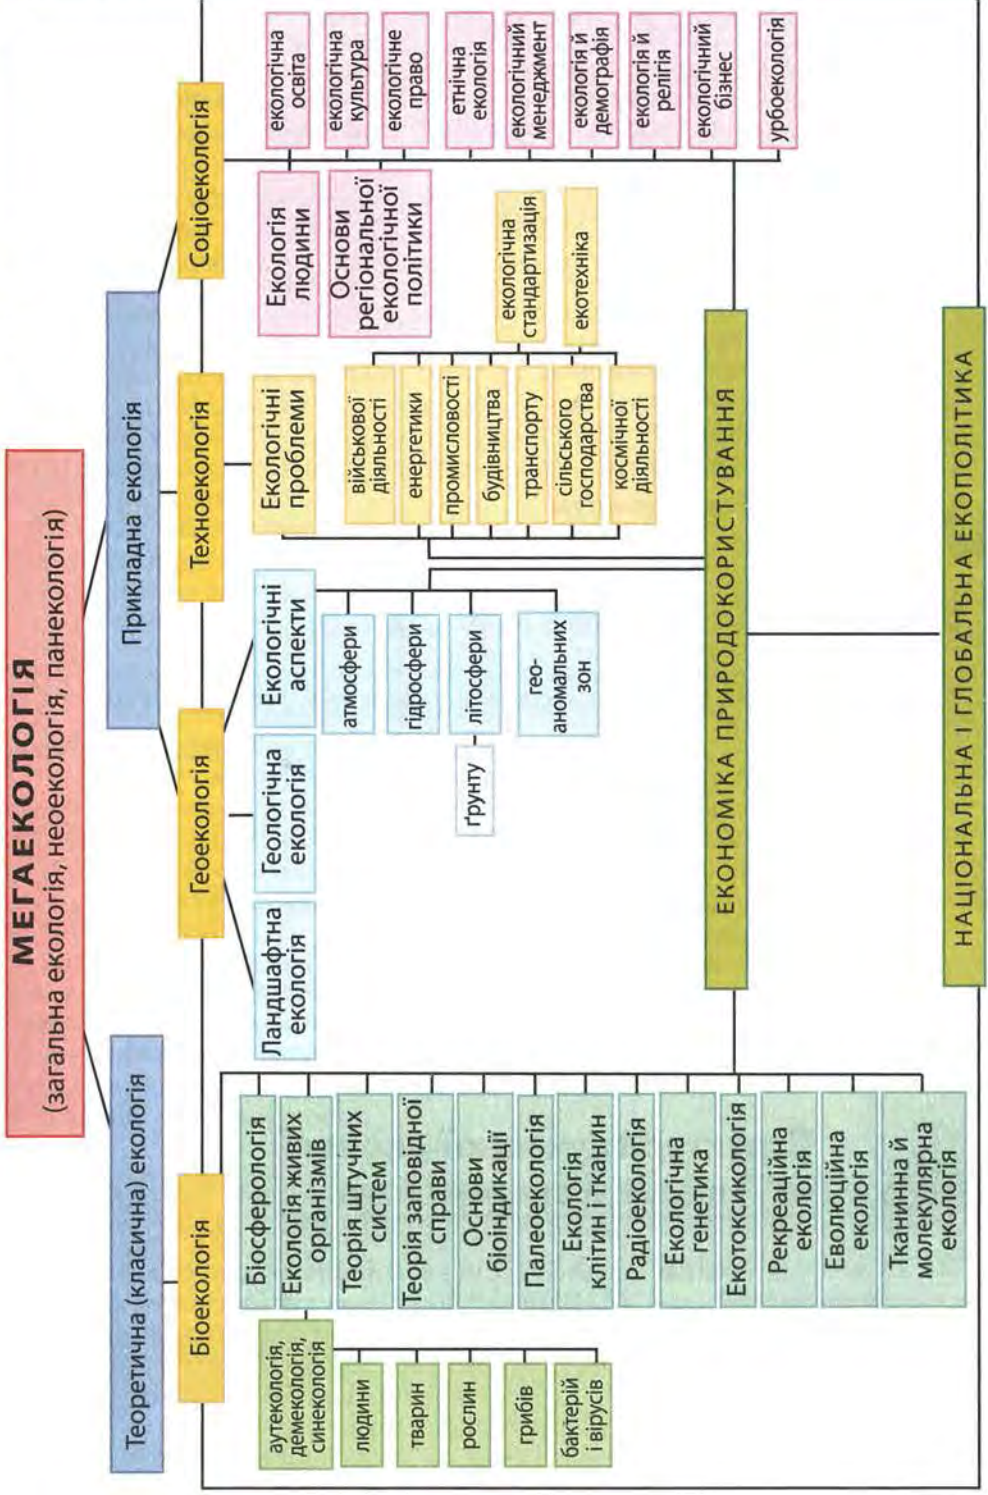 МЕГАЕКОЛОГІЯ
(загальна екологія, неоекологія, панекологія)
Теоретична (класична) екологія
Прикладна екологія
Біоекологія
Геоекологія
Техноекологія
Соціоекологія
аутекологія,
демекологія,
синекологія
людини
тварин
рослин
грибів
бактерій
і вірусів
Біосферологія
Екологія живих
організмів
Теорія штучних
систем
Теорія заповідної
справи
Основи
біоіндикації
Палеоекологія
Екологія
клітин і тканин
Радіоекологія
Екологічна
генетика
Екотоксикологія
Рекреаційна
екологія
Еволюційна
екологія
Тканинна й
молекулярна
екологія
Ландшафтна
екологія
Геологічна
екологія
Екологічні
аспекти
атмосфери
гідросфери
літосфери
ґрунту
гео-
аномальних
зон
Екологічні
проблеми
військової
діяльності
енергетики
промисловості
будівництва
транспорту
сільського
господарства
космічної
діяльності
екологічна
стандартизація
екотехніка
Екологія
людини
Основи
регіональної
екологічної
політики
екологічна
освіта
екологічна
культура
екологічне
право
етнічна
екологія
екологічний
менеджмент
екологія й
демографія
екологія й
релігія
екологічний
бізнес
урбоекологія
ЕКОНОМІКА ПРИРОДОКОРИСТУВАННЯ
НАЦІОНАЛЬНА І ГЛОБАЛЬНА ЕКОПОЛІТИКА